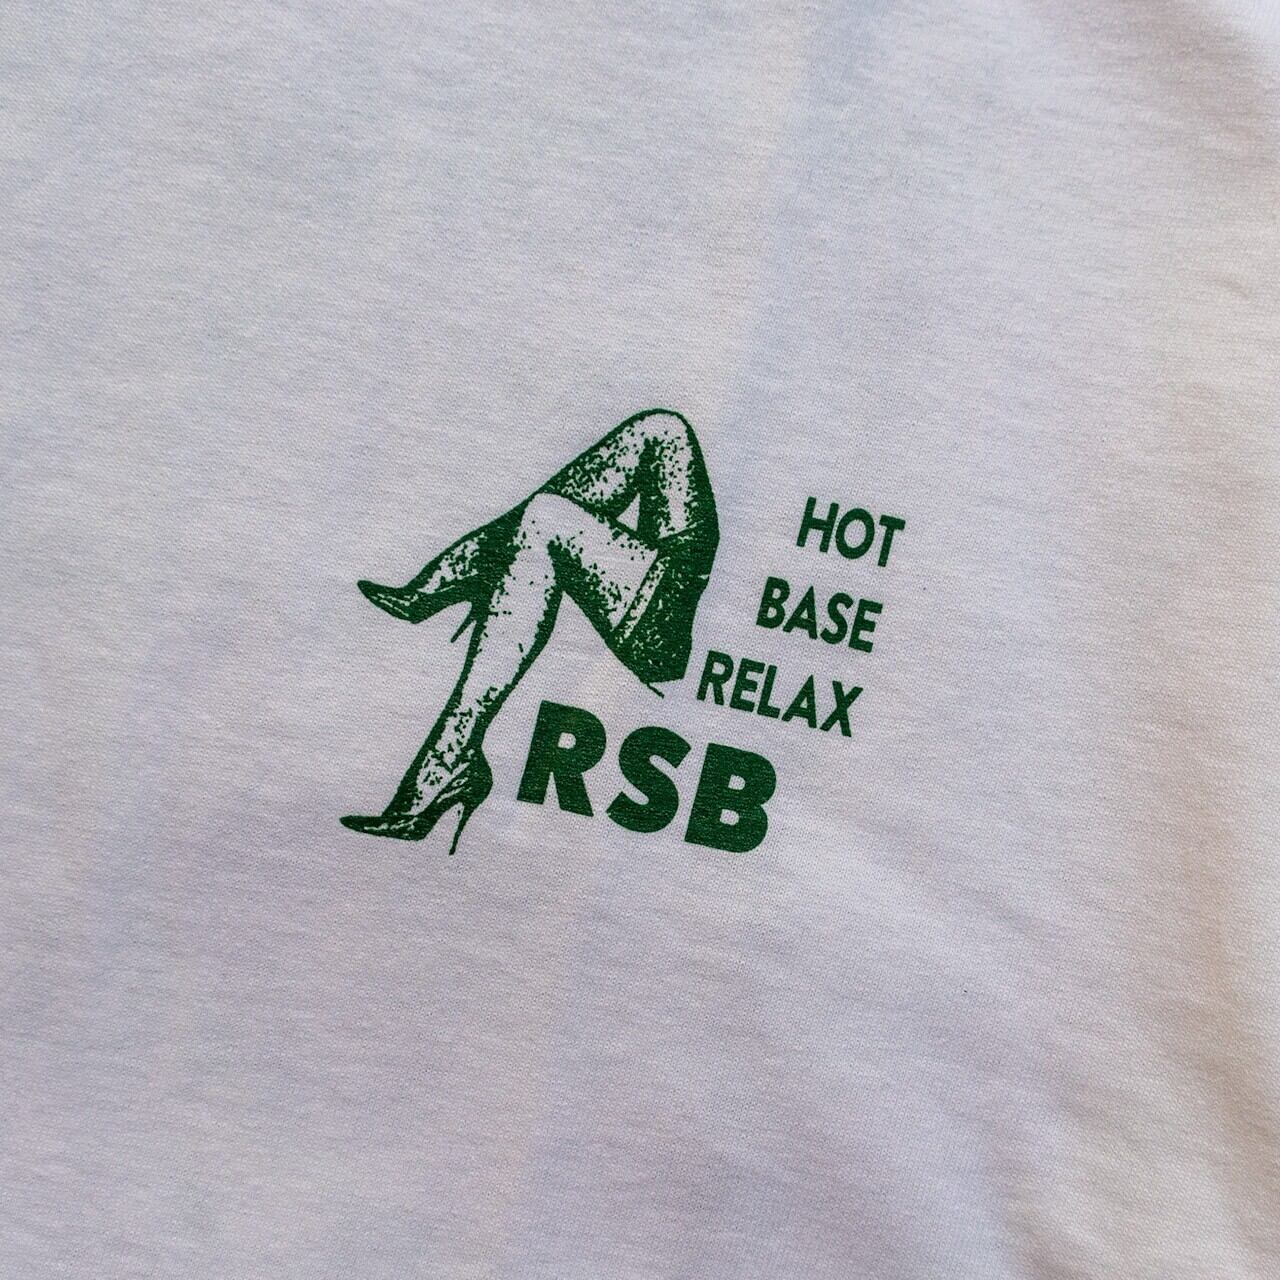 HOT
BASE
RELAX
RSB